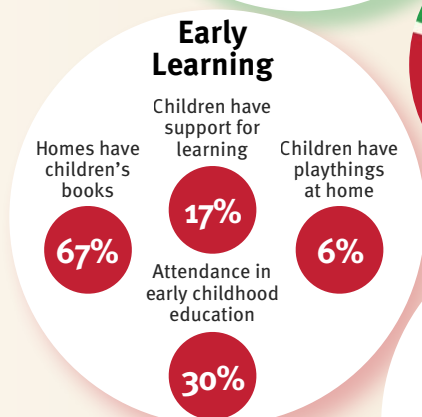 Early
Learning
Children have
support for
learning
17%
Homes have
children's
books
67%
Children have
playthings
at home
6%
Attendance in
early childhood
education
30%